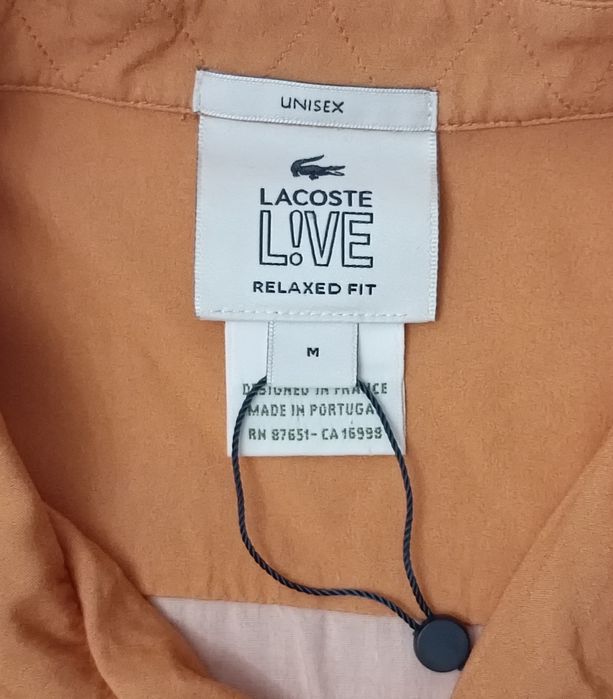 UNISEX
LACOSTE
L!VE
RELAXED FIT
M
DESIGNED IN FRANCE
MADE IN PORTUGAL
RN 87651 - CA 16999